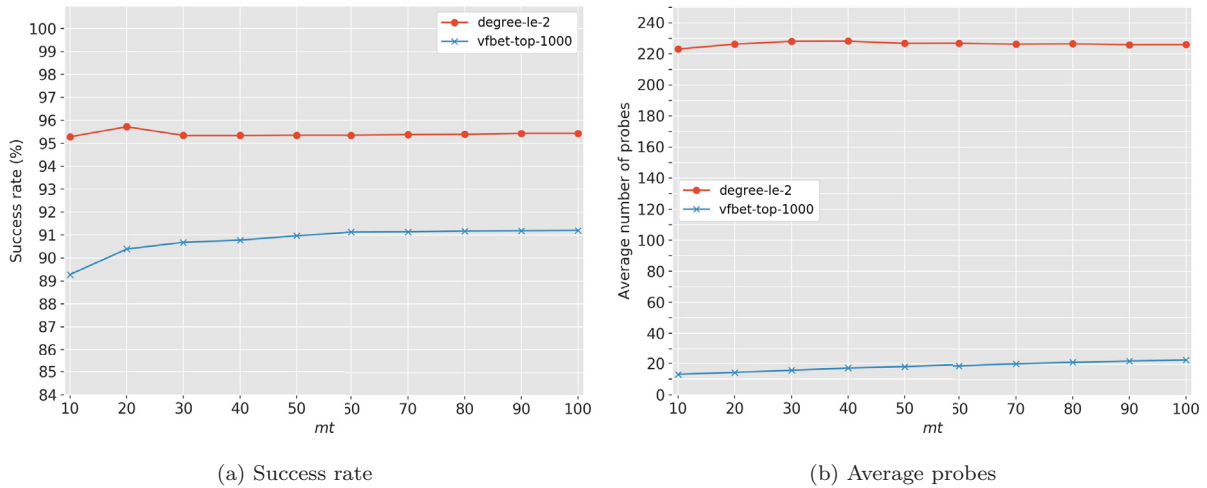 100
99
98
97
96
95
94
93
92
91
90
89
88
87
86
85
84
Success rate (%)
degree-le-2
vfbet-top-1000
10 20 30 40 50 60 70 80 90 100
mt
(a) Success rate
240
220
200
180
160
140
120
100
80
60
40
20
0
Average number of probes
degree-le-2
vfbet-top-1000
10 20 30 40 50 60 70 80 90 100
mt
(b) Average probes